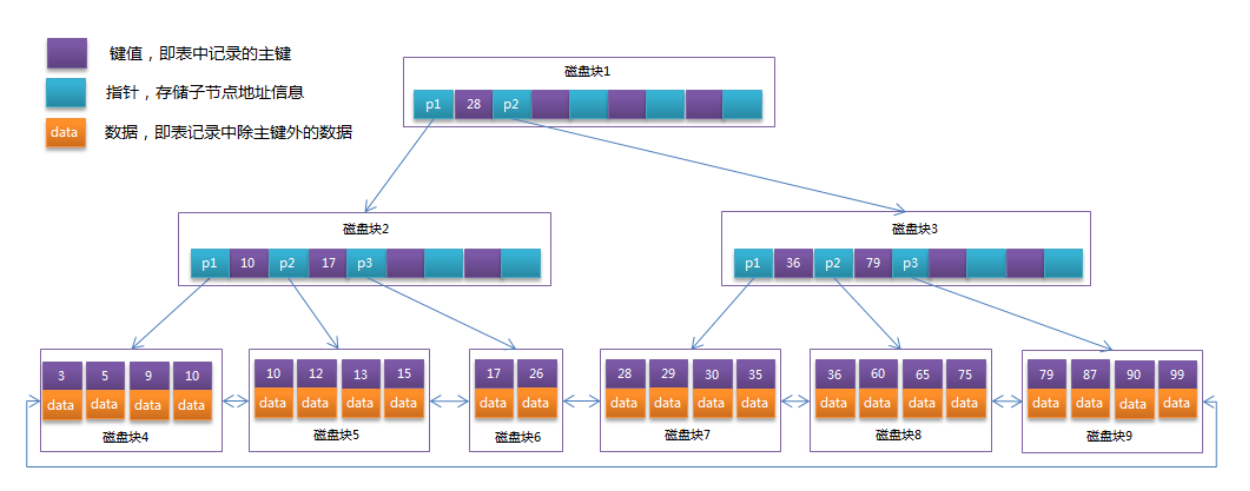 键值，即表中记录的主键
指针，存储子节点地址信息
data 数据，即表记录中除主键外的数据
磁盘块1
p1 28 p2
磁盘块2
p1 10 p2 17 p3
磁盘块3
p1 36 p2 79 p3
3 5 9 10
data data data data
磁盘块4
10 12 13 15
data data data data
磁盘块5
17 26
data data
磁盘块6
28 29 30 35
data data data data
磁盘块7
36 60 65 75
data data data data
磁盘块8
79 87 90 99
data data data data
磁盘块9